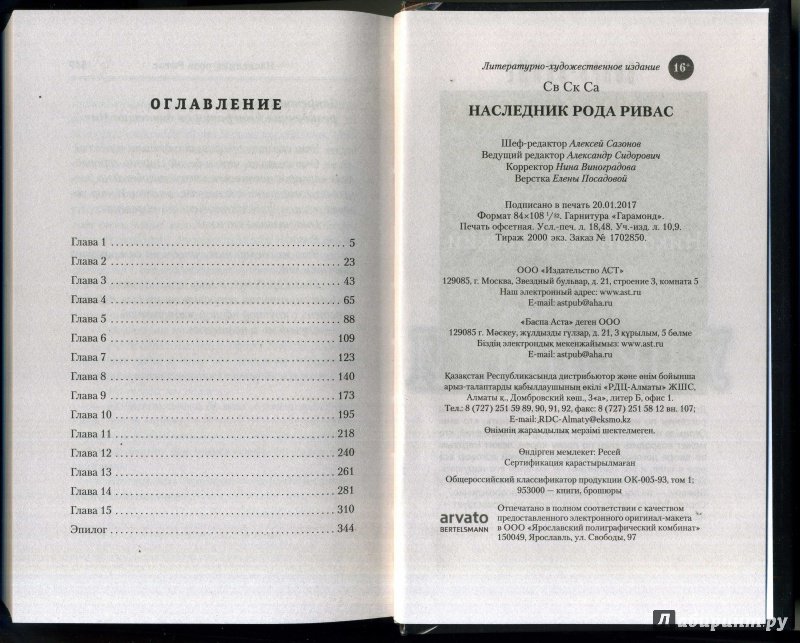 ОГЛАВЛЕНИЕ
Глава 1 5
Глава 2 23
Глава 3 43
Глава 4 65
Глава 5 88
Глава 6 109
Глава 7 123
Глава 8 140
Глава 9 173
Глава 10 195
Глава 11 218
Глава 12 240
Глава 13 261
Глава 14 281
Глава 15 310
Эпилог 344
Литературно-художественное издание 16+
Св Ск Са
НАСЛЕДНИК РОДА РИВАС
Шеф-редактор Алексей Сазонов
Ведущий редактор Александр Сидорович
Корректор Нина Виноградова
Верстка Елены Посадовой
Подписано в печать 20.01.2017
Формат 84×108 1/32. Гарнитура «Гарамонд».
Печать офсетная. Усл.-печ. л. 18,48. Уч.-изд. л. 10,9.
Тираж 2000 экз. Заказ № 1702850.
ООО «Издательство АСТ»
129085, г. Москва, Звездный бульвар, д. 21, строение 3, комната 5
Наш электронный адрес: www.ast.ru
E-mail: astpub@aha.ru
«Баспа Аста» деген ООО
129085 г. Мәскеу, жұлдызды гүлзар, д. 21, 3 құрылым, 5 бөлме
Біздің электрондық мекенжайымыз: www.ast.ru
E-mail: astpub@aha.ru
Қазақстан Республикасында дистрибьютор және өнім бойынша
арыз-талаптарды қабылдаушының өкілі «РДЦ-Алматы» ЖШС,
Алматы қ., Домбровский көш., 3«а», литер Б, офис 1.
Тел.: 8 (727) 251 59 89, 90, 91, 92, факс: 8 (727) 251 58 12 вн. 107;
E-mail: RDC-Almaty@eksmo.kz
Өнімнің жарамдылық мерзімі шектелмеген.
Өндірген мемлекет: Ресей
Сертификация қарастырылмаған
Общероссийский классификатор продукции ОК-005-93, том 1;
953000 — книги, брошюры
arvato
BERTELSMANN
Отпечатано в полном соответствии с качеством
предоставленного электронного оригинал-макета
в ООО «Ярославский полиграфический комбинат»
150049, Ярославль, ул. Свободы, 97
Лабиринт.ру